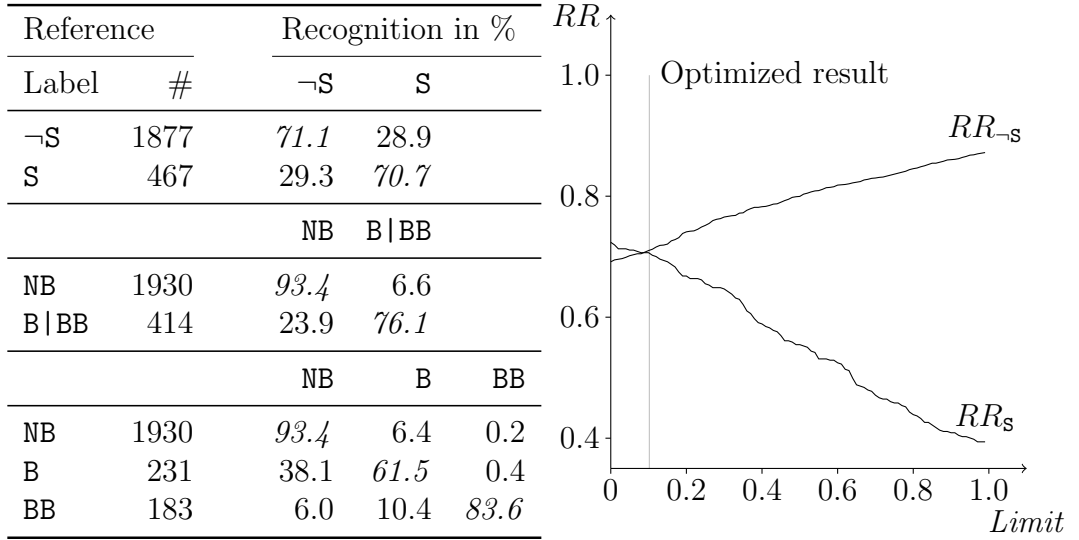 Reference Recognition in %
Label # ¬S S
¬S 1877 71.1 28.9
S 467 29.3 70.7
NB B|BB
NB 1930 93.4 6.6
B|BB 414 23.9 76.1
NB B BB
NB 1930 93.4 6.4 0.2
B 231 38.1 61.5 0.4
BB 183 6.0 10.4 83.6
RR
1.0
0.8
0.6
0.4
Optimized result
RR¬S
RRS
0 0.2 0.4 0.6 0.8 1.0
Limit